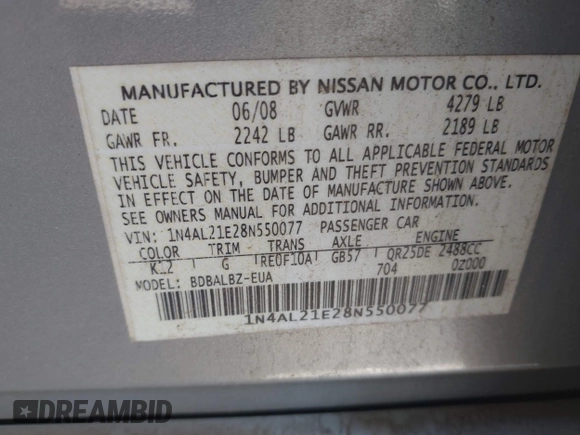 MANUFACTURED BY NISSAN MOTOR CO., LTD.
DATE 06/08 GVWR 4279 LB
GAWR FR. 2242 LB GAWR RR. 2189 LB
THIS VEHICLE CONFORMS TO ALL APPLICABLE FEDERAL MOTOR
VEHICLE SAFETY, BUMPER AND THEFT PREVENTION STANDARDS
IN EFFECT ON THE DATE OF MANUFACTURE SHOWN ABOVE.
SEE OWNERS MANUAL FOR ADDITIONAL INFORMATION.
VIN: 1N4AL21E28N550077 PASSENGER CAR
COLOR TRIM TRANS AXLE ENGINE
K12 G RE0F10A GB57 QR25DE 2488CC
MODEL: BDBALBZ-EUA 704 0Z000
1N4AL21E28N550077
DREAMBID